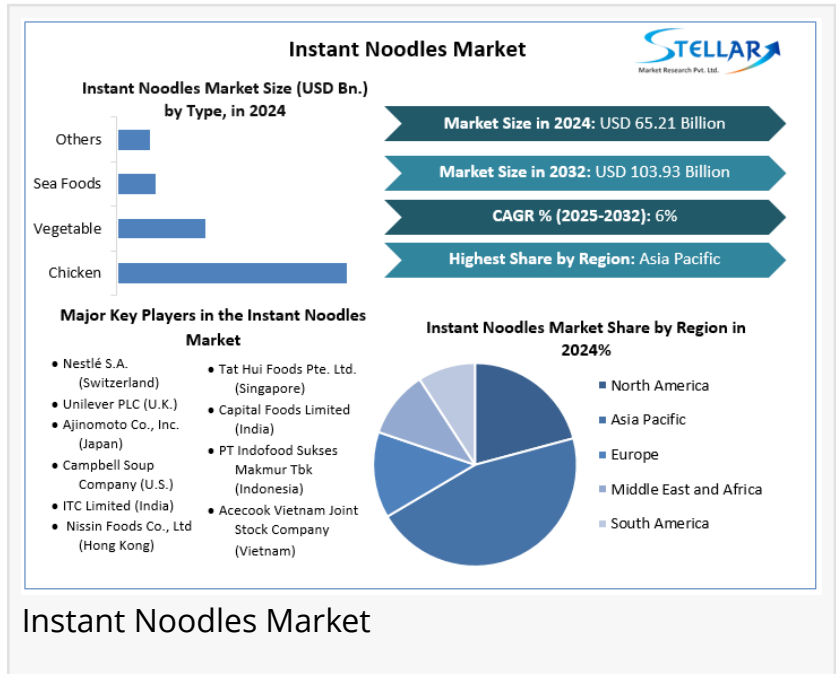 Instant Noodles Market
STELLAR
Market Research Pvt. Ltd.
Instant Noodles Market Size (USD Bn.)
by Type, in 2024
Others
Sea Foods
Vegetable
Chicken
Market Size in 2024: USD 65.21 Billion
Market Size in 2032: USD 103.93 Billion
CAGR % (2025-2032): 6%
Highest Share by Region: Asia Pacific
Major Key Players in the Instant Noodles
Market
• Nestlé S.A.
(Switzerland)
• Unilever PLC (U.K.)
• Ajinomoto Co., Inc.
(Japan)
• Campbell Soup
Company (U.S.)
• ITC Limited (India)
• Nissin Foods Co., Ltd
(Hong Kong)
• Tat Hui Foods Pte. Ltd.
(Singapore)
• Capital Foods Limited
(India)
• PT Indofood Sukses
Makmur Tbk
(Indonesia)
• Acecook Vietnam Joint
Stock Company
(Vietnam)
Instant Noodles Market Share by Region in
2024%
North America
Asia Pacific
Europe
Middle East and Africa
South America
Instant Noodles Market